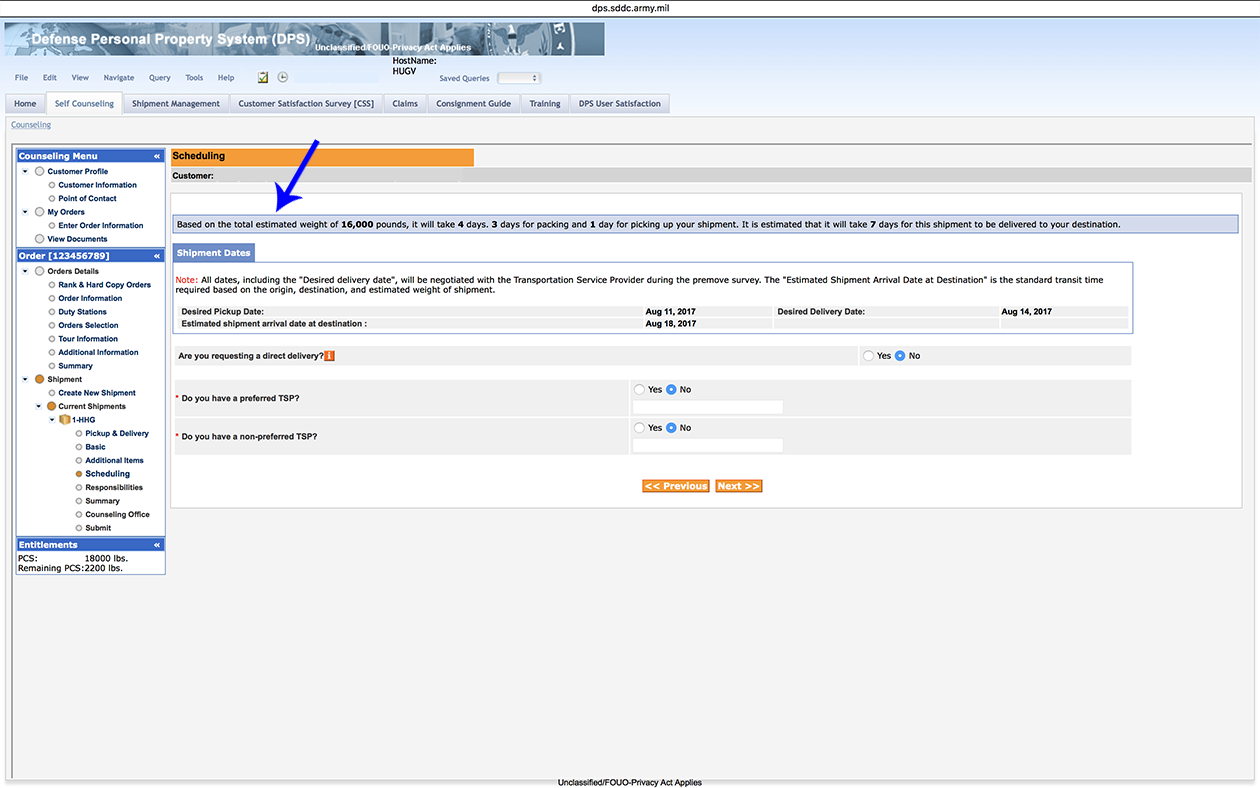 dps.sddc.army.mil
Defense Personal Property System (DPS)
Unclassified/FOUO-Privacy Act Applies
HostName:
HUGV
File Edit View Navigate Query Tools Help
Saved Queries
Home Self Counseling Shipment Management Customer Satisfaction Survey [CSS] Claims Consignment Guide Training DPS User Satisfaction
Counseling
Counseling Menu «
Customer Profile
Customer Information
Point of Contact
My Orders
Enter Order Information
View Documents
Order [123456789] «
Orders Details
Rank & Hard Copy Orders
Order Information
Duty Stations
Orders Selection
Tour Information
Additional Information
Summary
Shipment
Create New Shipment
Current Shipments
1-HHG
Pickup & Delivery
Basic
Additional Items
Scheduling
Responsibilities
Summary
Counseling Office
Submit
Entitlements «
PCS: 18000 lbs.
Remaining PCS:2200 lbs.
Scheduling
Customer:
Based on the total estimated weight of 16,000 pounds, it will take 4 days. 3 days for packing and 1 day for picking up your shipment. It is estimated that it will take 7 days for this shipment to be delivered to your destination.
Shipment Dates
Note: All dates, including the "Desired delivery date", will be negotiated with the Transportation Service Provider during the premove survey. The "Estimated Shipment Arrival Date at Destination" is the standard transit time
required based on the origin, destination, and estimated weight of shipment.
Desired Pickup Date: Aug 11, 2017 Desired Delivery Date: Aug 14, 2017
Estimated shipment arrival date at destination : Aug 18, 2017
Are you requesting a direct delivery? i Yes No
* Do you have a preferred TSP? Yes No
* Do you have a non-preferred TSP? Yes No
<< Previous Next >>
Unclassified/FOUO-Privacy Act Applies